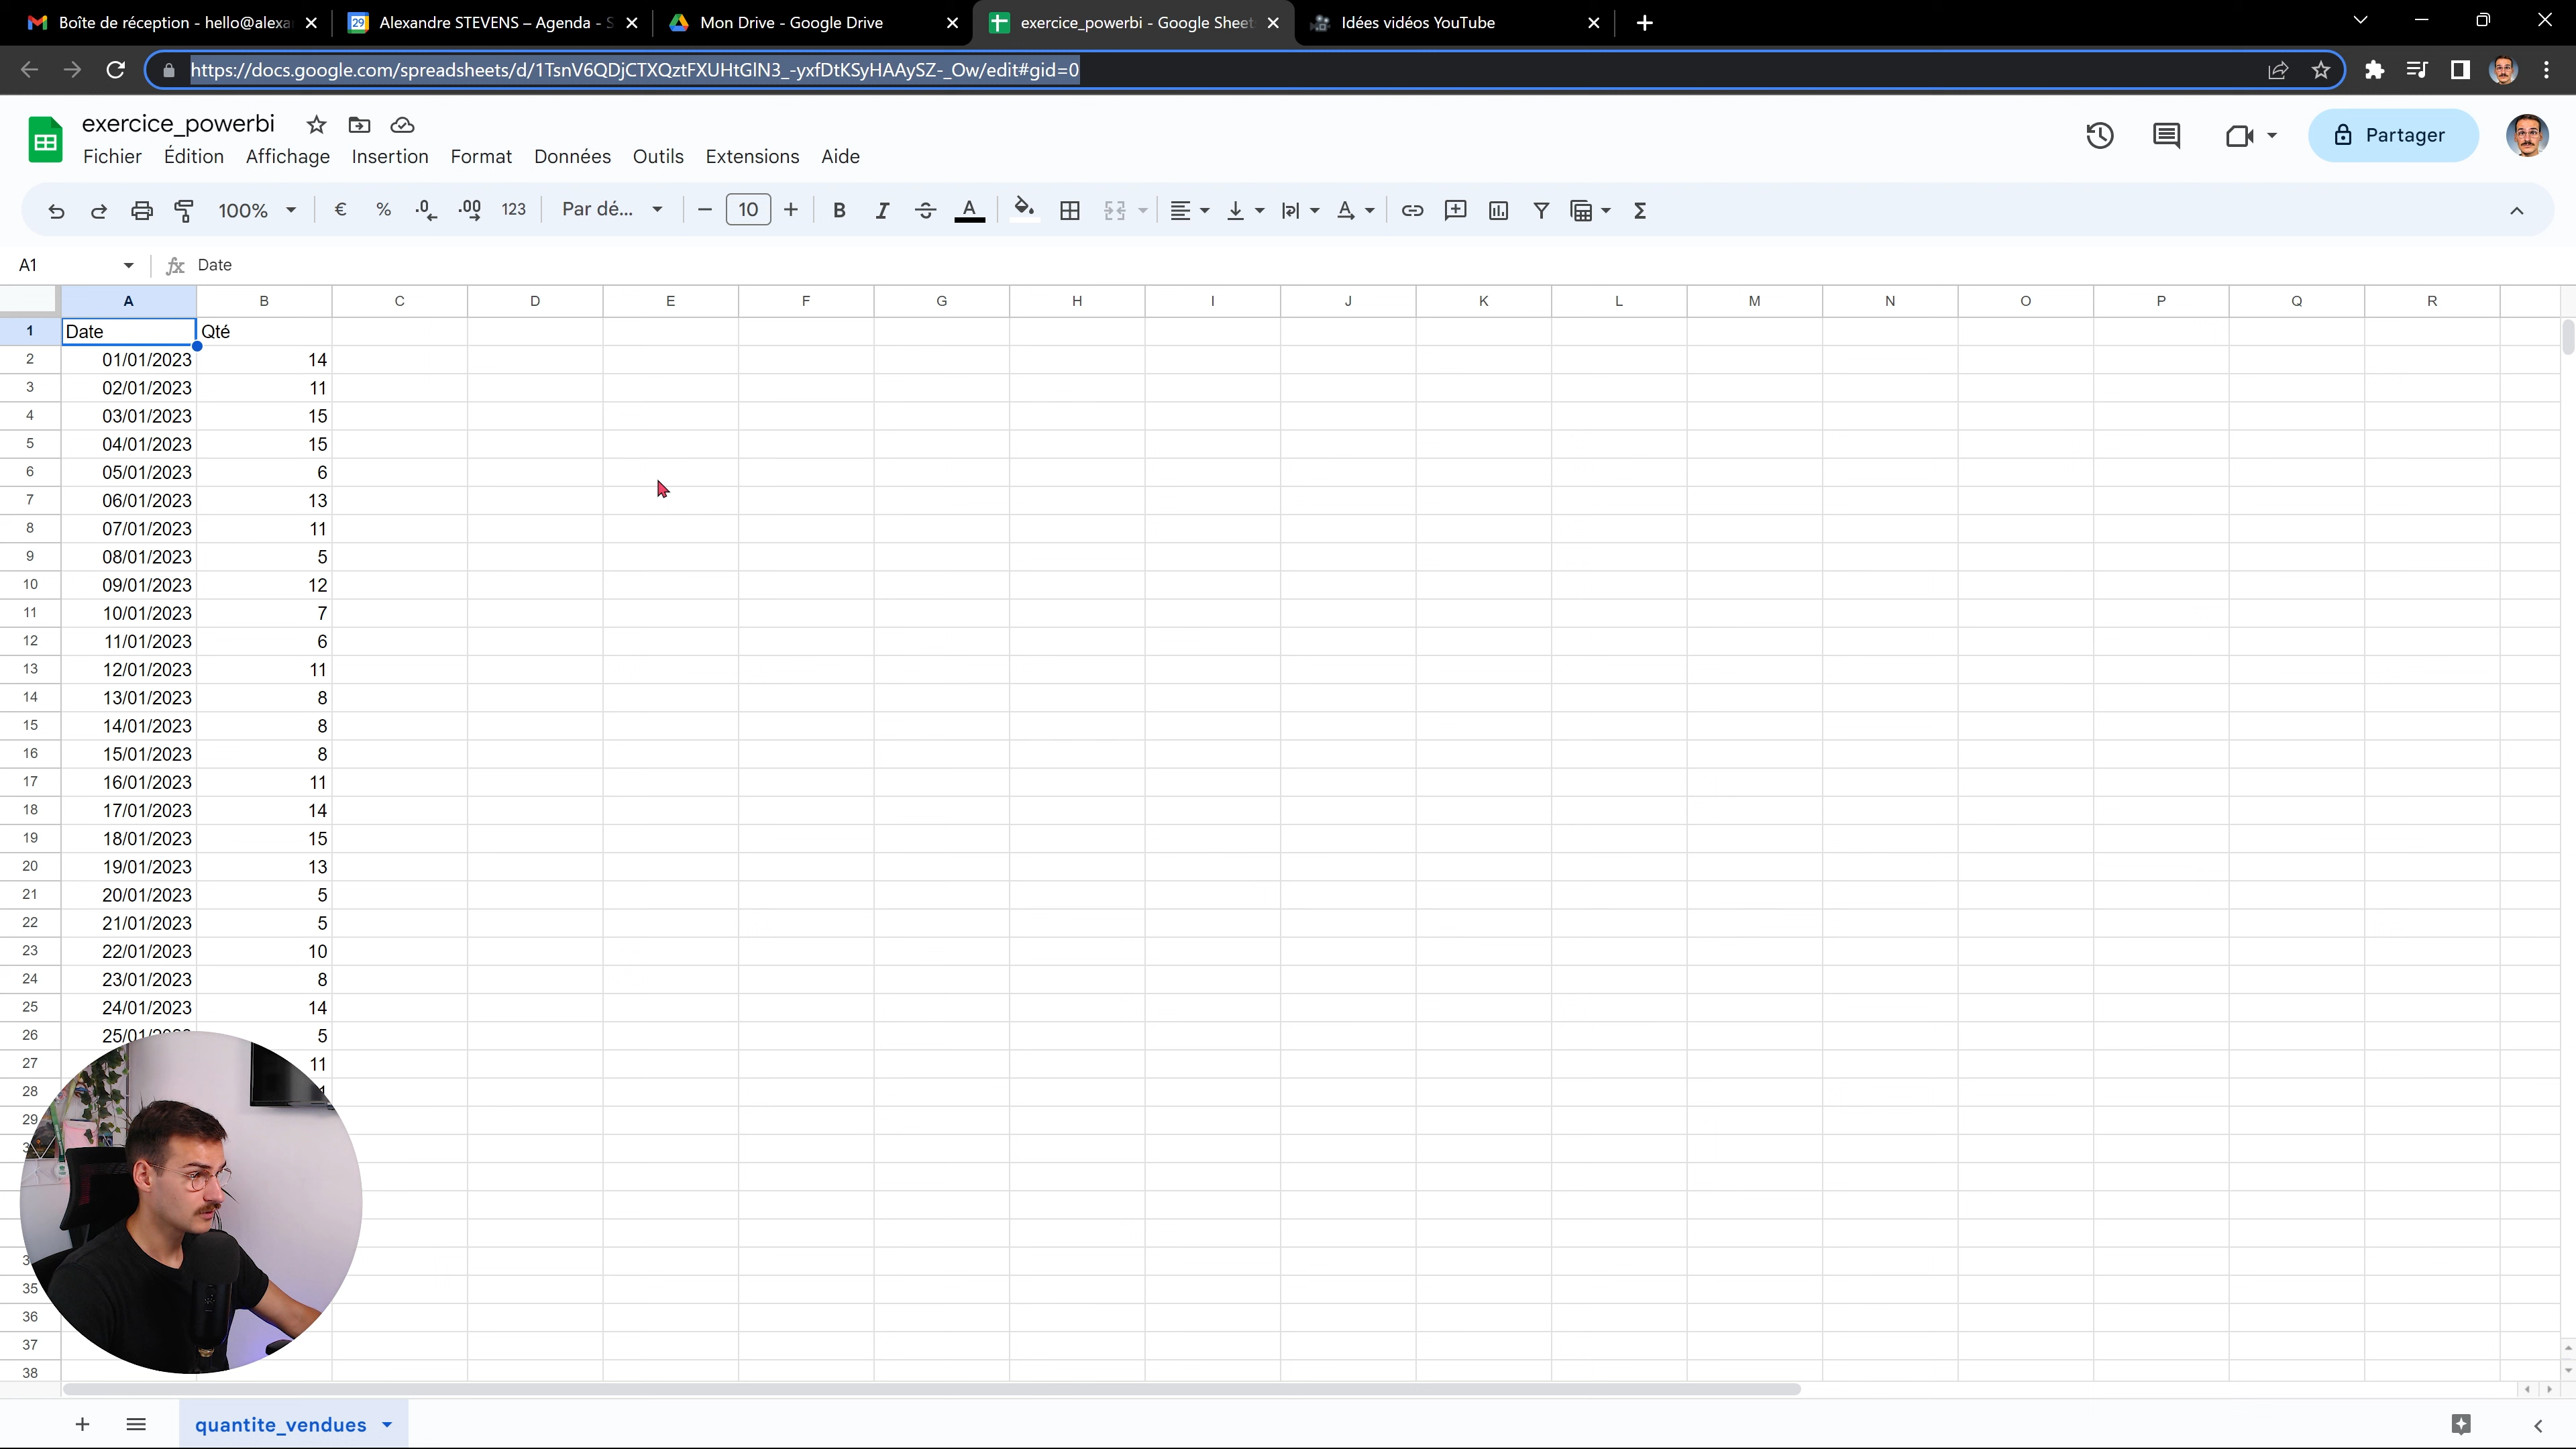 Boîte de réception - hello@alexa
29
Alexandre STEVENS – Agenda - S
Mon Drive - Google Drive
exercice_powerbi - Google Sheet
Idées vidéos YouTube
https://docs.google.com/spreadsheets/d/1TsnV6QDjCTXQztFXUHtGlN3_-yxfDtKSyHAAySZ-_Ow/edit#gid=0
exercice_powerbi
Fichier Édition Affichage Insertion Format Données Outils Extensions Aide
Partager
100% € % .0 .00 123 Par dé... 10 B I S A
A1 fx Date
A B C D E F G H I J K L M N O P Q R
1 Date Qté
2 01/01/2023 14
3 02/01/2023 11
4 03/01/2023 15
5 04/01/2023 15
6 05/01/2023 6
7 06/01/2023 13
8 07/01/2023 11
9 08/01/2023 5
10 09/01/2023 12
11 10/01/2023 7
12 11/01/2023 6
13 12/01/2023 11
14 13/01/2023 8
15 14/01/2023 8
16 15/01/2023 8
17 16/01/2023 11
18 17/01/2023 14
19 18/01/2023 15
20 19/01/2023 13
21 20/01/2023 5
22 21/01/2023 5
23 22/01/2023 10
24 23/01/2023 8
25 24/01/2023 14
26 5
27 11
28
29
35
36
37
38
quantite_vendues